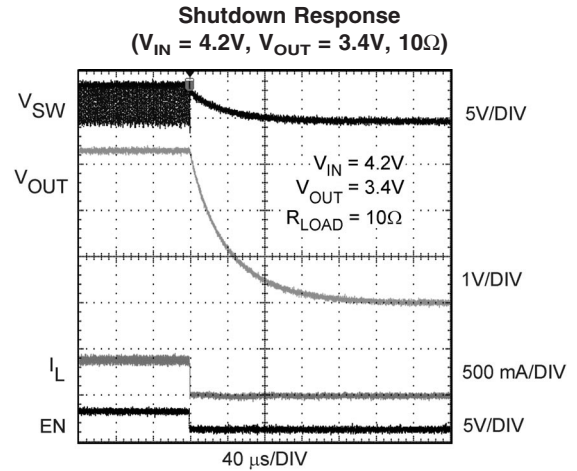 Shutdown Response
(VIN = 4.2V, VOUT = 3.4V, 10Ω)
VSW
5V/DIV
VIN = 4.2V
VOUT = 3.4V
RLOAD = 10Ω
VOUT
1V/DIV
IL
500 mA/DIV
EN
5V/DIV
40 µs/DIV